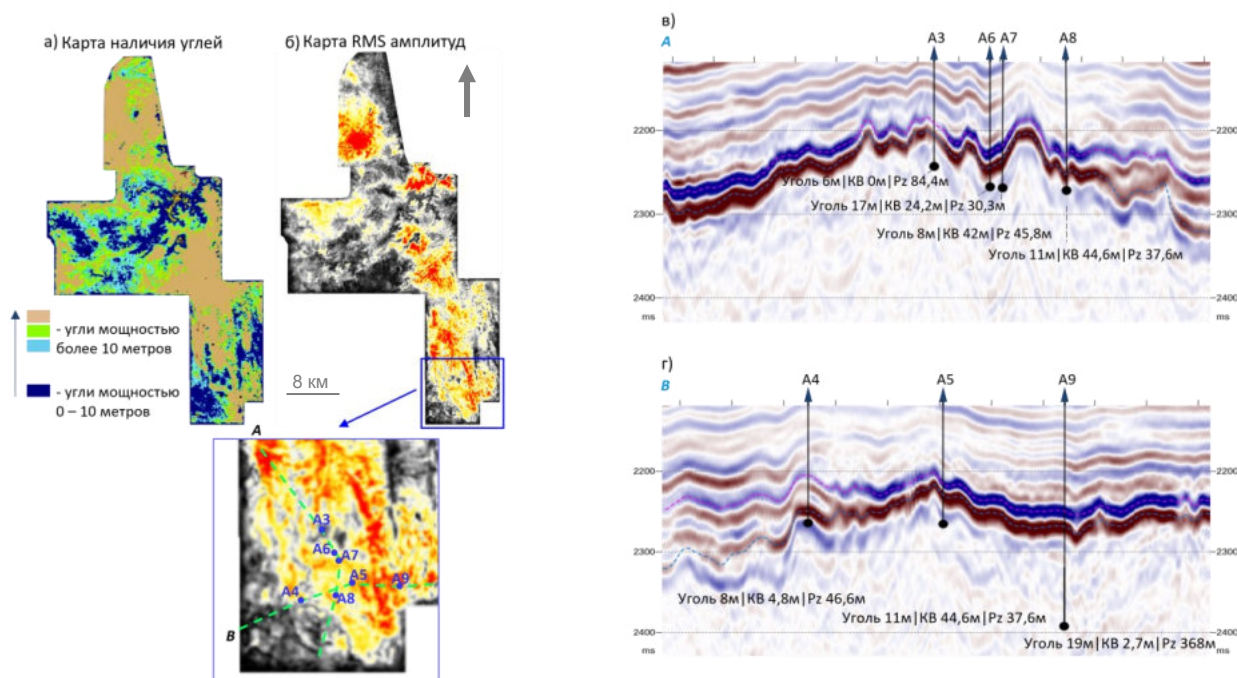 а) Карта наличия углей
б) Карта RMS амплитуд
- угли мощностью
более 10 метров
- угли мощностью
0 – 10 метров
8 км
A
A3
A6
A7
A5
A9
A4
A8
B
в)
A
A3
A6
A7
A8
2200
2200
2300
2300
2400
2400
ms
ms
Уголь 6м|КВ 0м|Pz 84,4м
Уголь 17м|КВ 24,2м|Pz 30,3м
Уголь 8м|КВ 42м|Pz 45,8м
Уголь 11м|КВ 44,6м|Pz 37,6м
г)
B
A4
A5
A9
2200
2200
2300
2300
2400
2400
ms
ms
Уголь 8м|КВ 4,8м|Pz 46,6м
Уголь 11м|КВ 44,6м|Pz 37,6м
Уголь 19м|КВ 2,7м|Pz 368м